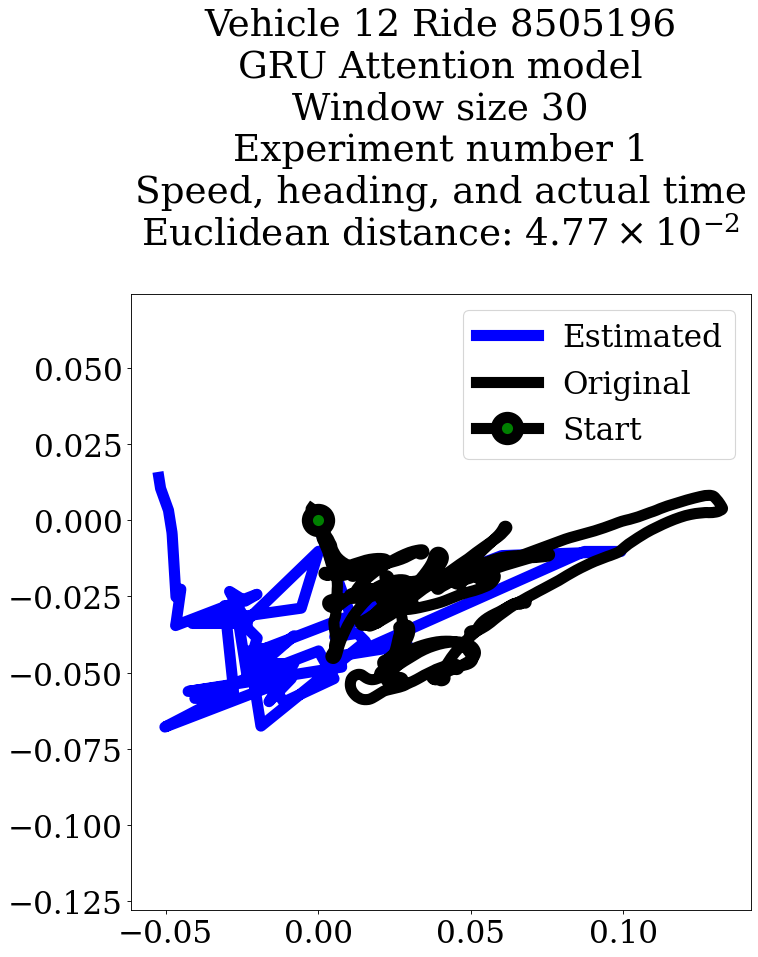 Vehicle 12 Ride 8505196
GRU Attention model
Window size 30
Experiment number 1
Speed, heading, and actual time
Euclidean distance: 4.77 × 10⁻²
Estimated
Original
Start
0.050
0.025
0.000
−0.025
−0.050
−0.075
−0.100
−0.125
−0.05 0.00 0.05 0.10